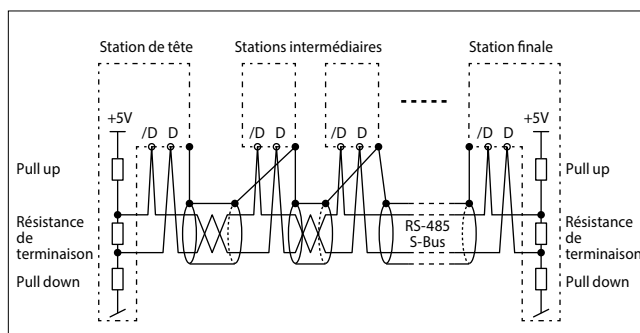 Station de tête Stations intermédiaires Station finale
+5V /D D /D D /D D /D D +5V
Pull up Pull up
Résistance de terminaison RS-485 S-Bus Résistance de terminaison
Pull down Pull down